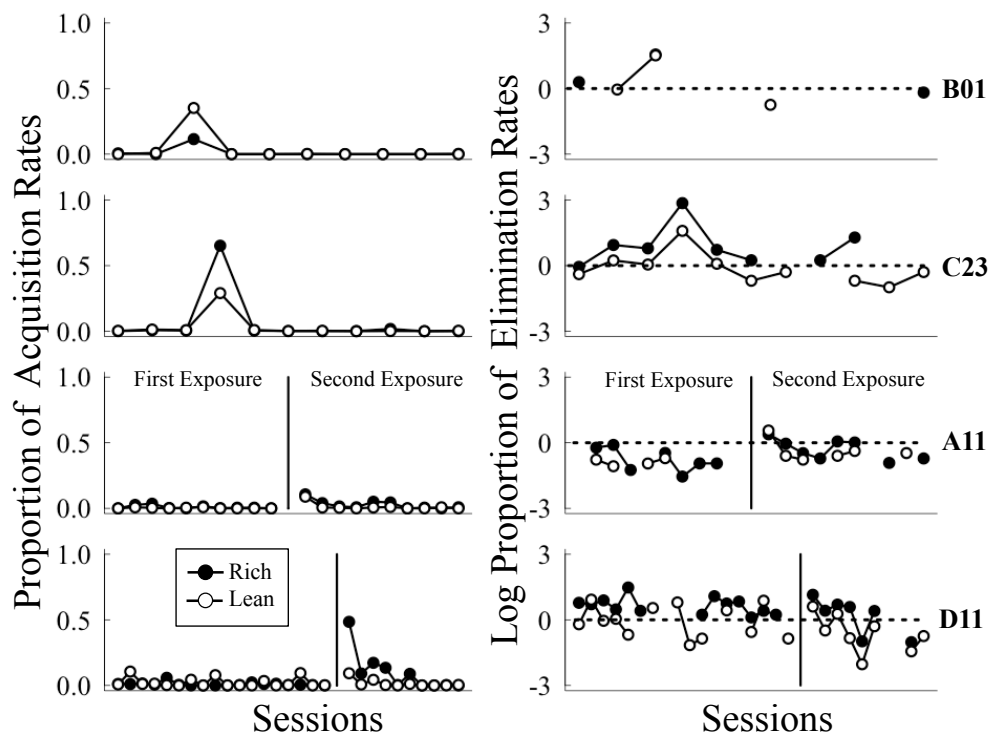 Proportion of Acquisition Rates
1.0
0.5
0.0
1.0
0.5
0.0
1.0
0.5
0.0
First Exposure
Second Exposure
1.0
0.5
0.0
Rich
Lean
Sessions
Log Proportion of Elimination Rates
3
0
-3
B01
3
0
-3
C23
3
0
-3
First Exposure
Second Exposure
A11
3
0
-3
D11
Sessions